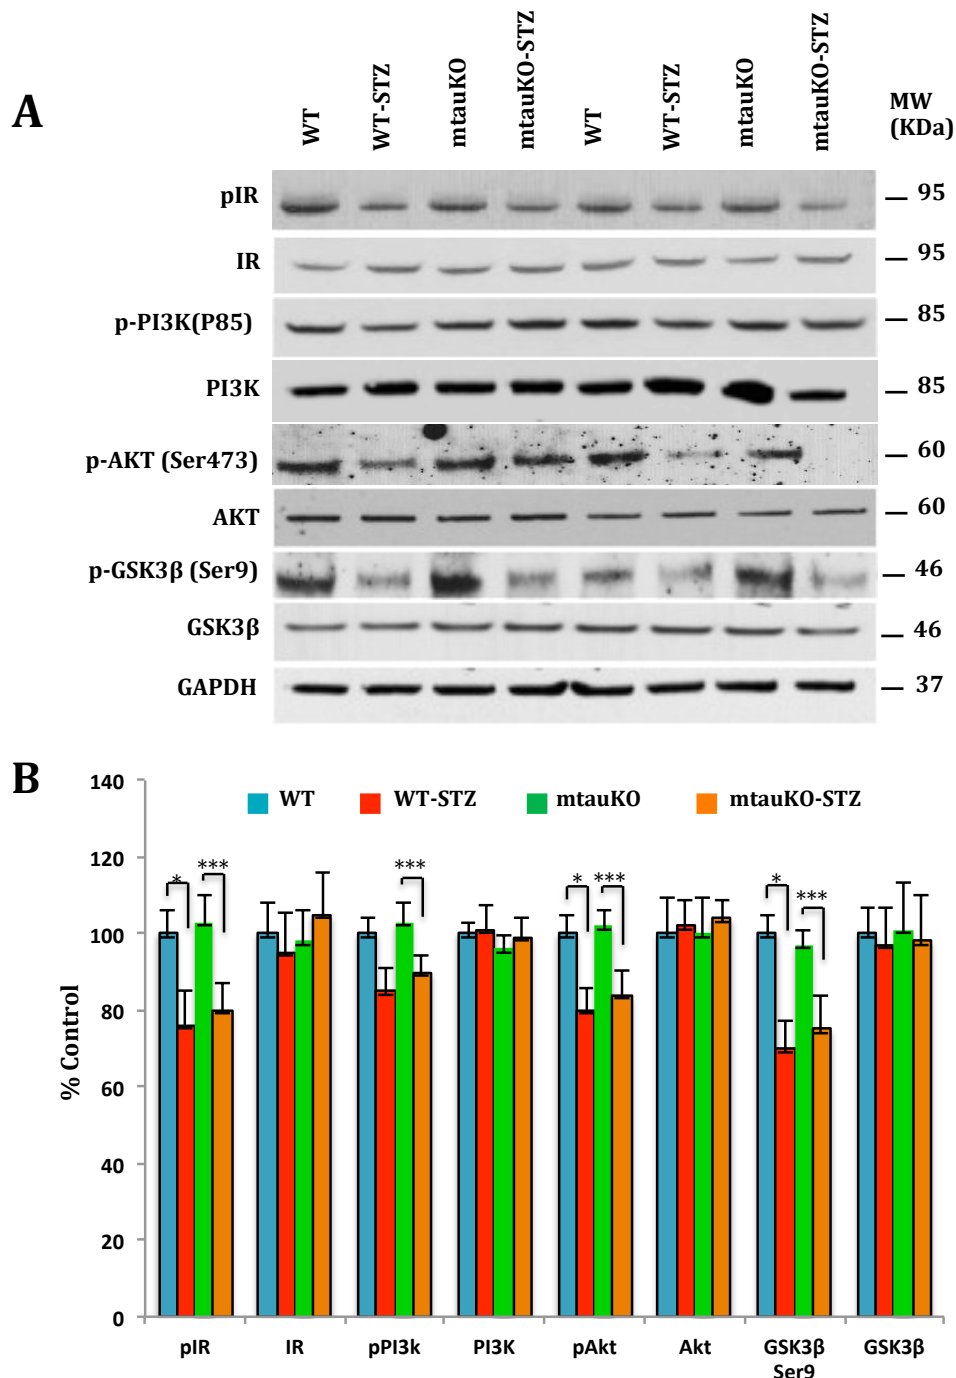 A
WT
WT-STZ
mtauKO
mtauKO-STZ
WT
WT-STZ
mtauKO
mtauKO-STZ
MW
(KDa)
pIR
95
IR
95
p-PI3K(P85)
85
PI3K
85
p-AKT (Ser473)
60
AKT
60
p-GSK3β (Ser9)
46
GSK3β
46
GAPDH
37
B
% Control
140
120
100
80
60
40
20
0
WT
WT-STZ
mtauKO
mtauKO-STZ
*
***
***
*
***
*
***
pIR
IR
pPI3k
PI3K
pAkt
Akt
GSK3β
Ser9
GSK3β